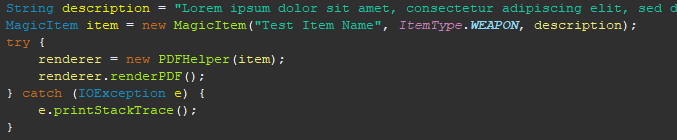 String description = "Lorem ipsum dolor sit amet, consectetur adipiscing elit, sed d
MagicItem item = new MagicItem("Test Item Name", ItemType.WEAPON, description);
try {
    renderer = new PDFHelper(item);
    renderer.renderPDF();
} catch (IOException e) {
    e.printStackTrace();
}